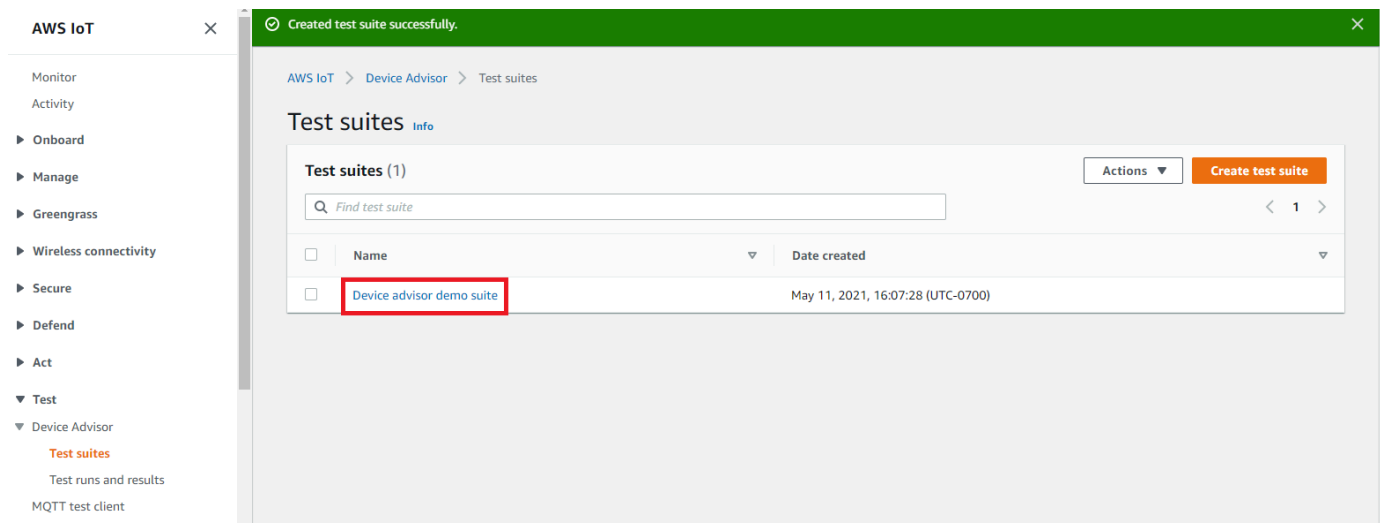 AWS IoT
Monitor
Activity
Onboard
Manage
Greengrass
Wireless connectivity
Secure
Defend
Act
Test
Device Advisor
Test suites
Test runs and results
MQTT test client
Created test suite successfully.
AWS IoT > Device Advisor > Test suites
Test suites Info
Test suites (1)
Actions Create test suite
Find test suite
1
Name Date created
Device advisor demo suite May 11, 2021, 16:07:28 (UTC-0700)